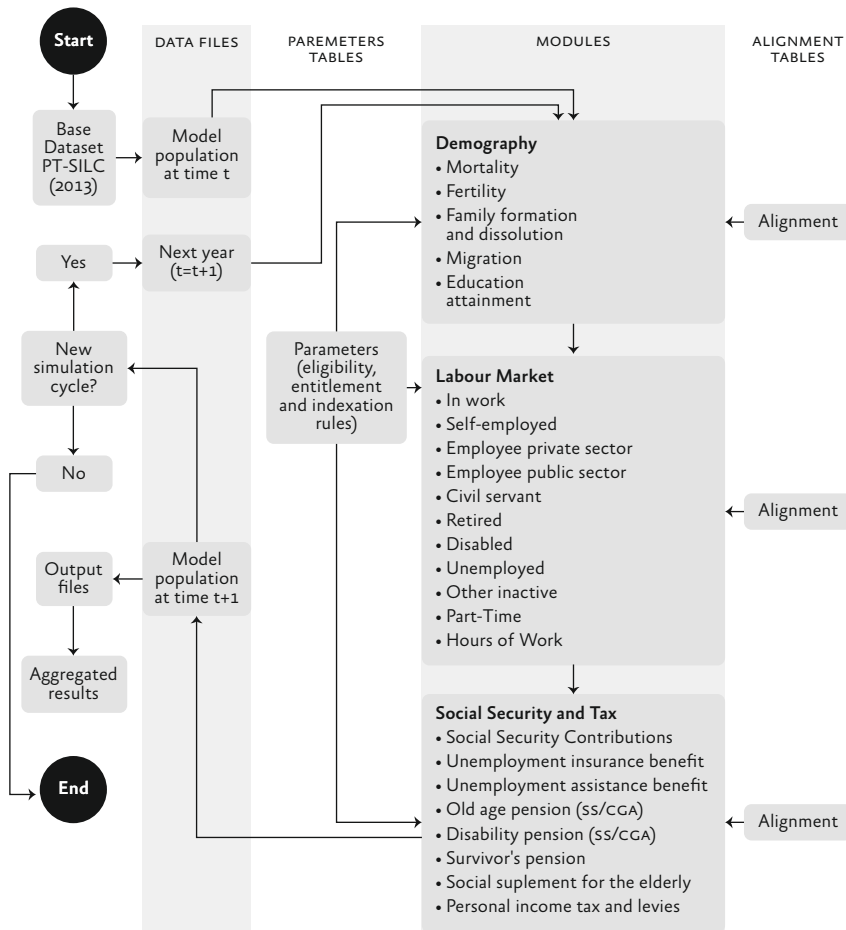 Start
DATA FILES
PAREMETERS
TABLES
MODULES
ALIGNMENT
TABLES
Base
Dataset
PT-SILC
(2013)
Model
population
at time t
Demography
• Mortality
• Fertility
• Family formation
and dissolution
• Migration
• Education
attainment
Alignment
Yes
Next year
(t=t+1)
New
simulation
cycle?
Parameters
(eligibility,
entitlement
and indexation
rules)
Labour Market
• In work
• Self-employed
• Employee private sector
• Employee public sector
• Civil servant
• Retired
• Disabled
• Unemployed
• Other inactive
• Part-Time
• Hours of Work
Alignment
No
Output
files
Model
population
at time t+1
Aggregated
results
Social Security and Tax
• Social Security Contributions
• Unemployment insurance benefit
• Unemployment assistance benefit
• Old age pension (SS/CGA)
• Disability pension (SS/CGA)
• Survivor's pension
• Social suplement for the elderly
• Personal income tax and levies
Alignment
End